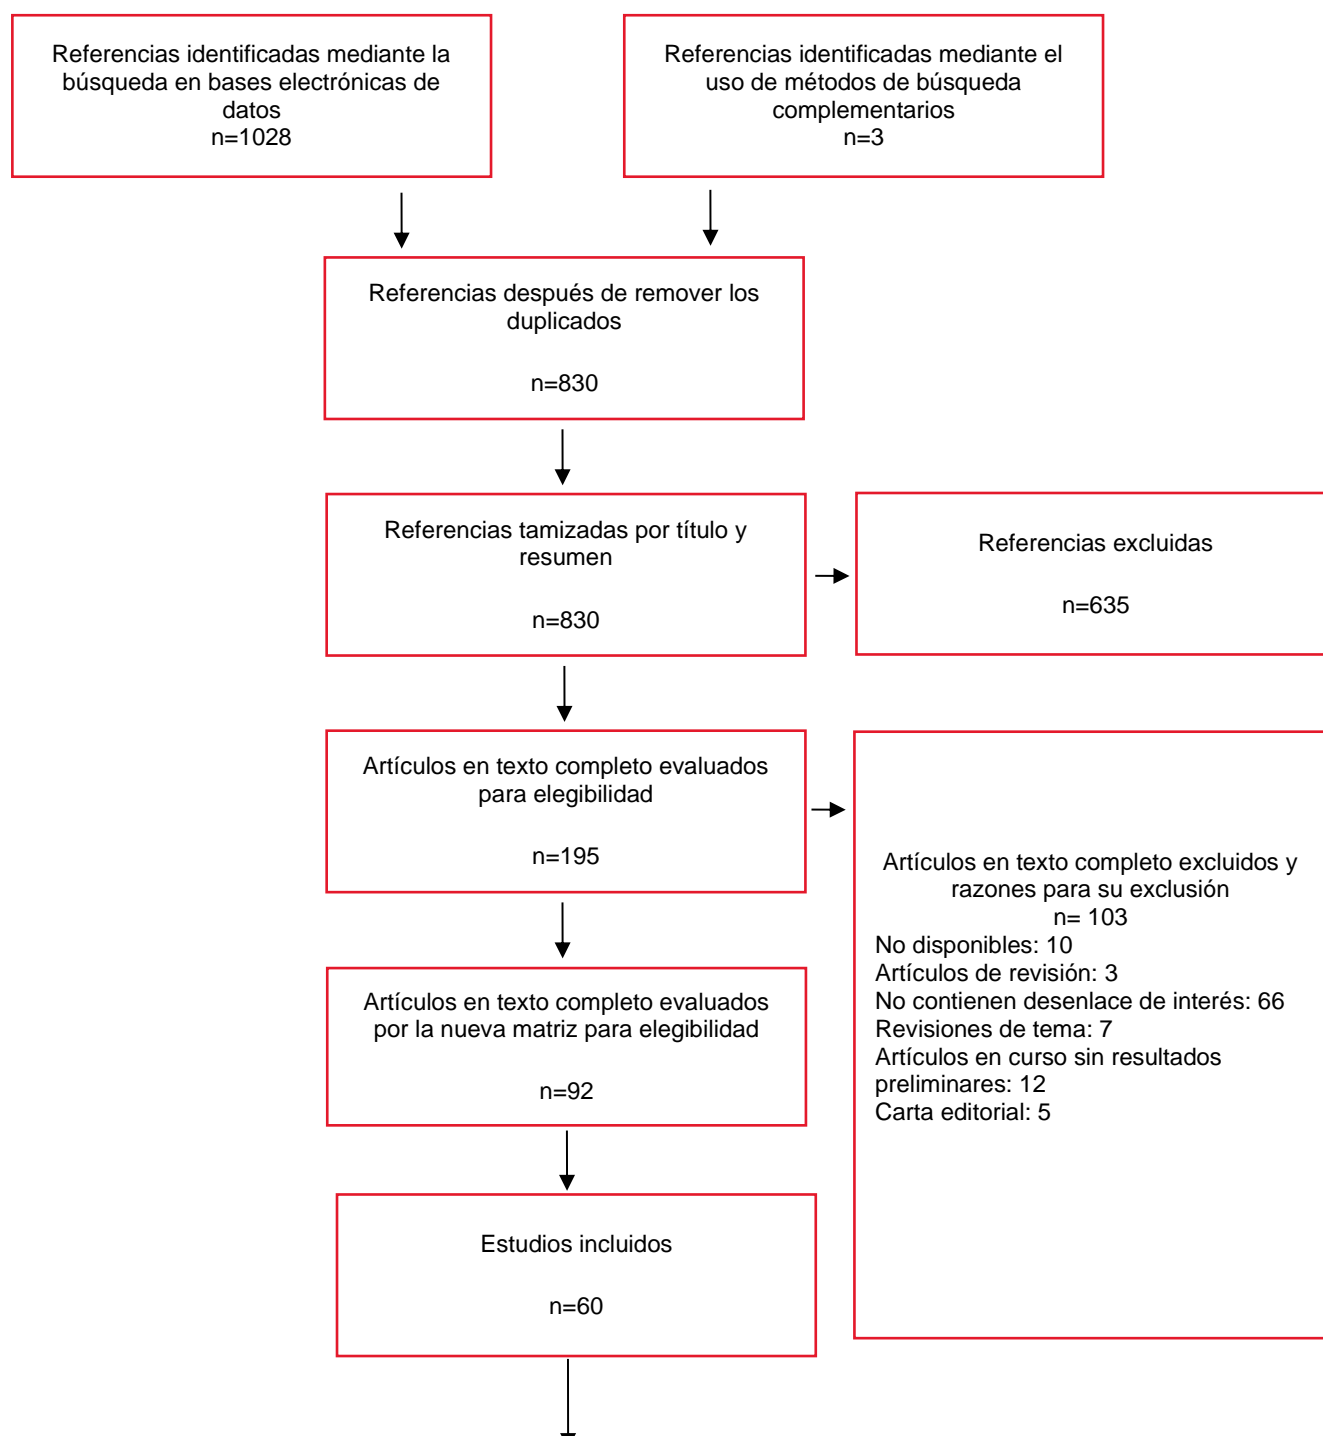 Referencias identificadas mediante la
búsqueda en bases electrónicas de
datos
n=1028
Referencias identificadas mediante el
uso de métodos de búsqueda
complementarios
n=3
Referencias después de remover los
duplicados
n=830
Referencias tamizadas por título y
resumen
n=830
Referencias excluidas
n=635
Artículos en texto completo evaluados
para elegibilidad
n=195
Artículos en texto completo excluidos y
razones para su exclusión
n= 103
No disponibles: 10
Artículos de revisión: 3
No contienen desenlace de interés: 66
Revisiones de tema: 7
Artículos en curso sin resultados
preliminares: 12
Carta editorial: 5
Artículos en texto completo evaluados
por la nueva matriz para elegibilidad
n=92
Estudios incluidos
n=60